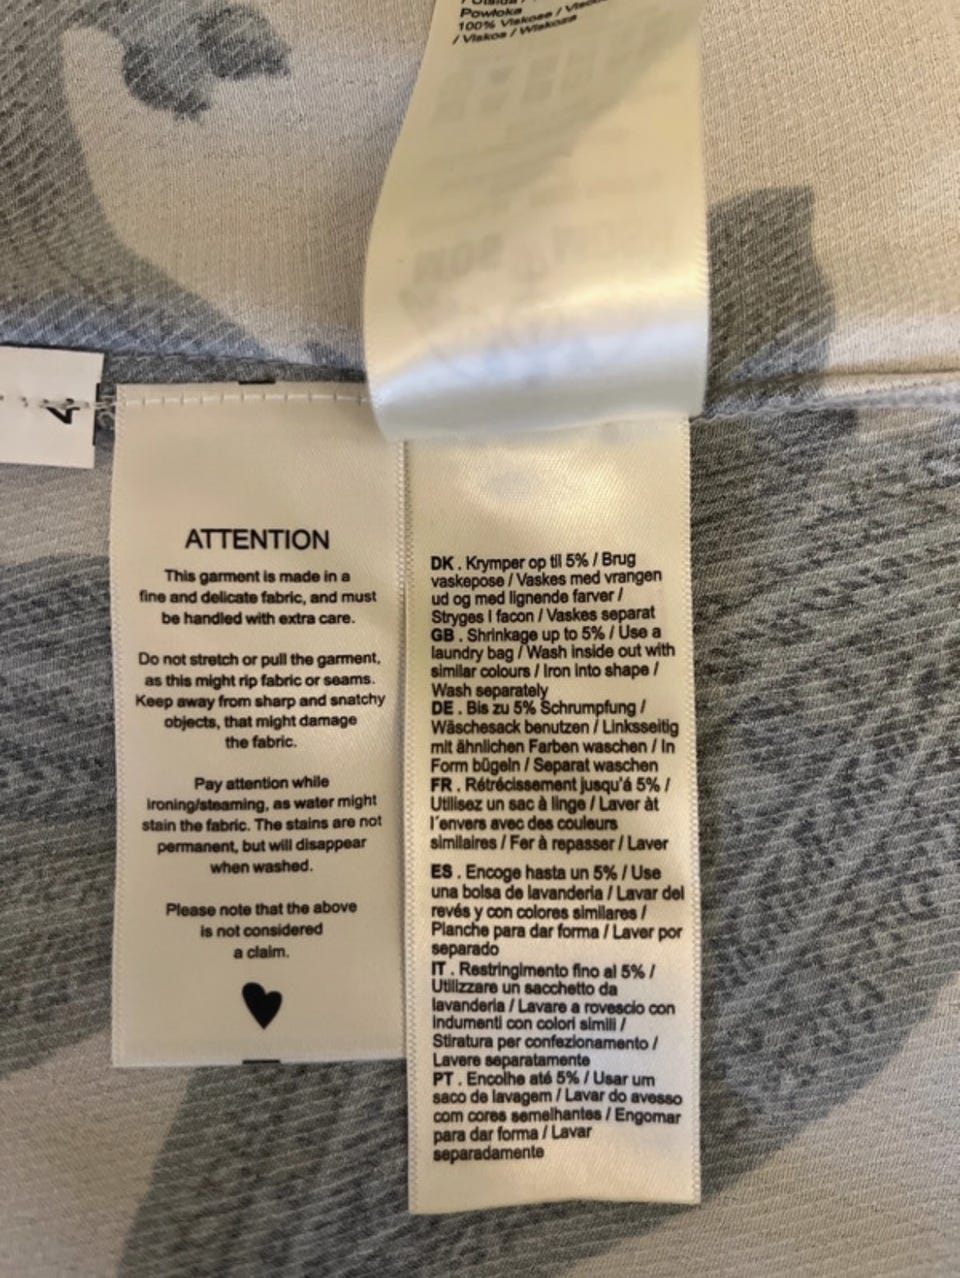 Powłoka
100% Viskose /
/ Viskos / Wiskoza
ATTENTION
This garment is made in a
fine and delicate fabric, and must
be handled with extra care.
Do not stretch or pull the garment,
as this might rip fabric or seams.
Keep away from sharp and snatchy
objects, that might damage
the fabric.
Pay attention while
ironing/steaming, as water might
stain the fabric. The stains are not
permanent, but will disappear
when washed.
Please note that the above
is not considered
a claim.
DK . Krymper op til 5% / Brug
vaskepose / Vaskes med vrangen
ud og med lignende farver /
Stryges I facon / Vaskes separat
GB . Shrinkage up to 5% / Use a
laundry bag / Wash inside out with
similar colours / Iron into shape /
Wash separately
DE . Bis zu 5% Schrumpfung /
Wäschesack benutzen / Linksseitig
mit ähnlichen Farben waschen / In
Form bügeln / Separat waschen
FR . Rétrécissement jusqu'á 5% /
Utilisez un sac à linge / Laver àt
l'envers avec des couleurs
similaires / Fer à repasser / Laver
ES . Encoge hasta un 5% / Use
una bolsa de lavanderia / Lavar del
revés y con colores similares /
Planche para dar forma / Laver por
separado
IT . Restringimento fino al 5% /
Utilizzare un sacchetto da
lavanderia / Lavare a rovescio con
indumenti con colori simili /
Stiratura per confezionamento /
Lavere separatamente
PT . Encolhe até 5% / Usar um
saco de lavagem / Lavar do avesso
com cores semelhantes / Engomar
para dar forma / Lavar
separadamente